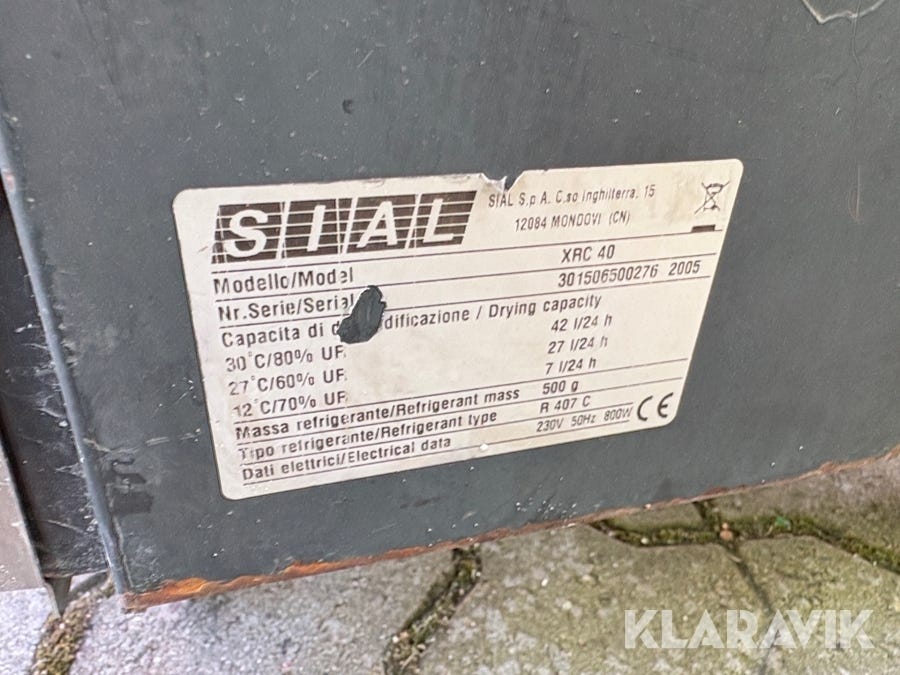 SIAL
SIAL S.p A. C.so inghilterra, 15
12084 MONDOVI (CN)
Modello/Model XRC 40
Nr.Serie/Serial 301506500276 2005
Capacita di d dificazione / Drying capacity
30°C/80% UR 42 l/24 h
27°C/60% UR 27 l/24 h
12°C/70% UR 7 l/24 h
Massa refrigerante/Refrigerant mass 500 g
Tipo refrigerante/Refrigerant type R 407 C
Dati elettrici/Electrical data 230V 50Hz 800W CE
KLARAVIK